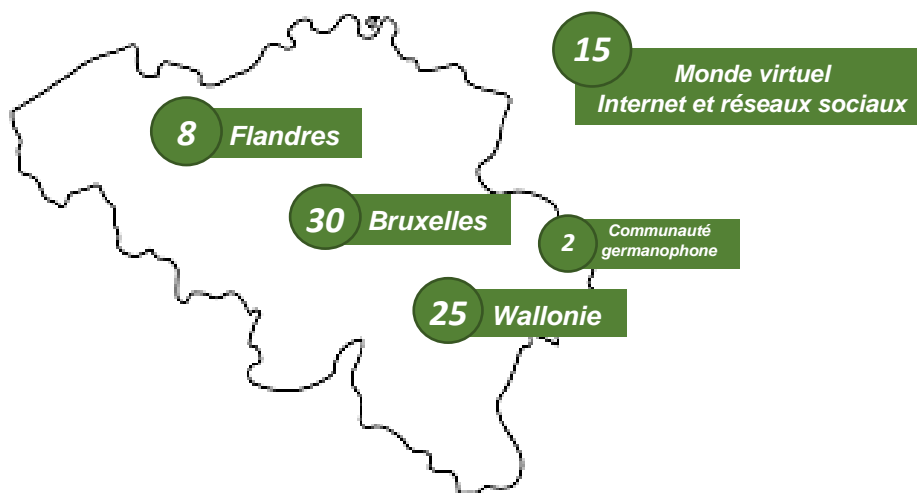 15
Monde virtuel
Internet et réseaux sociaux
8 Flandres
30 Bruxelles
2 Communauté
germanophone
25 Wallonie